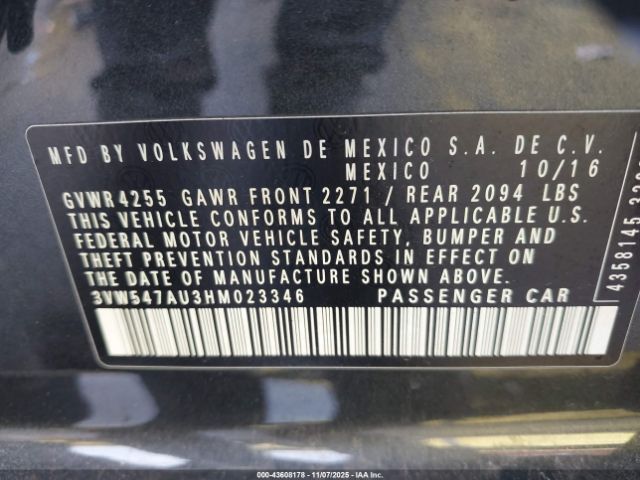 MFD BY VOLKSWAGEN DE MEXICO S.A. DE C.V.
MEXICO 10/16
GVWR 4255 GAWR FRONT 2271 / REAR 2094 LBS
THIS VEHICLE CONFORMS TO ALL APPLICABLE U.S.
FEDERAL MOTOR VEHICLE SAFETY, BUMPER AND
THEFT PREVENTION STANDARDS IN EFFECT ON
THE DATE OF MANUFACTURE SHOWN ABOVE.
3VW547AU3HM023346 PASSENGER CAR
4358145
000-43608178 - 11/07/2025 - IAA Inc.